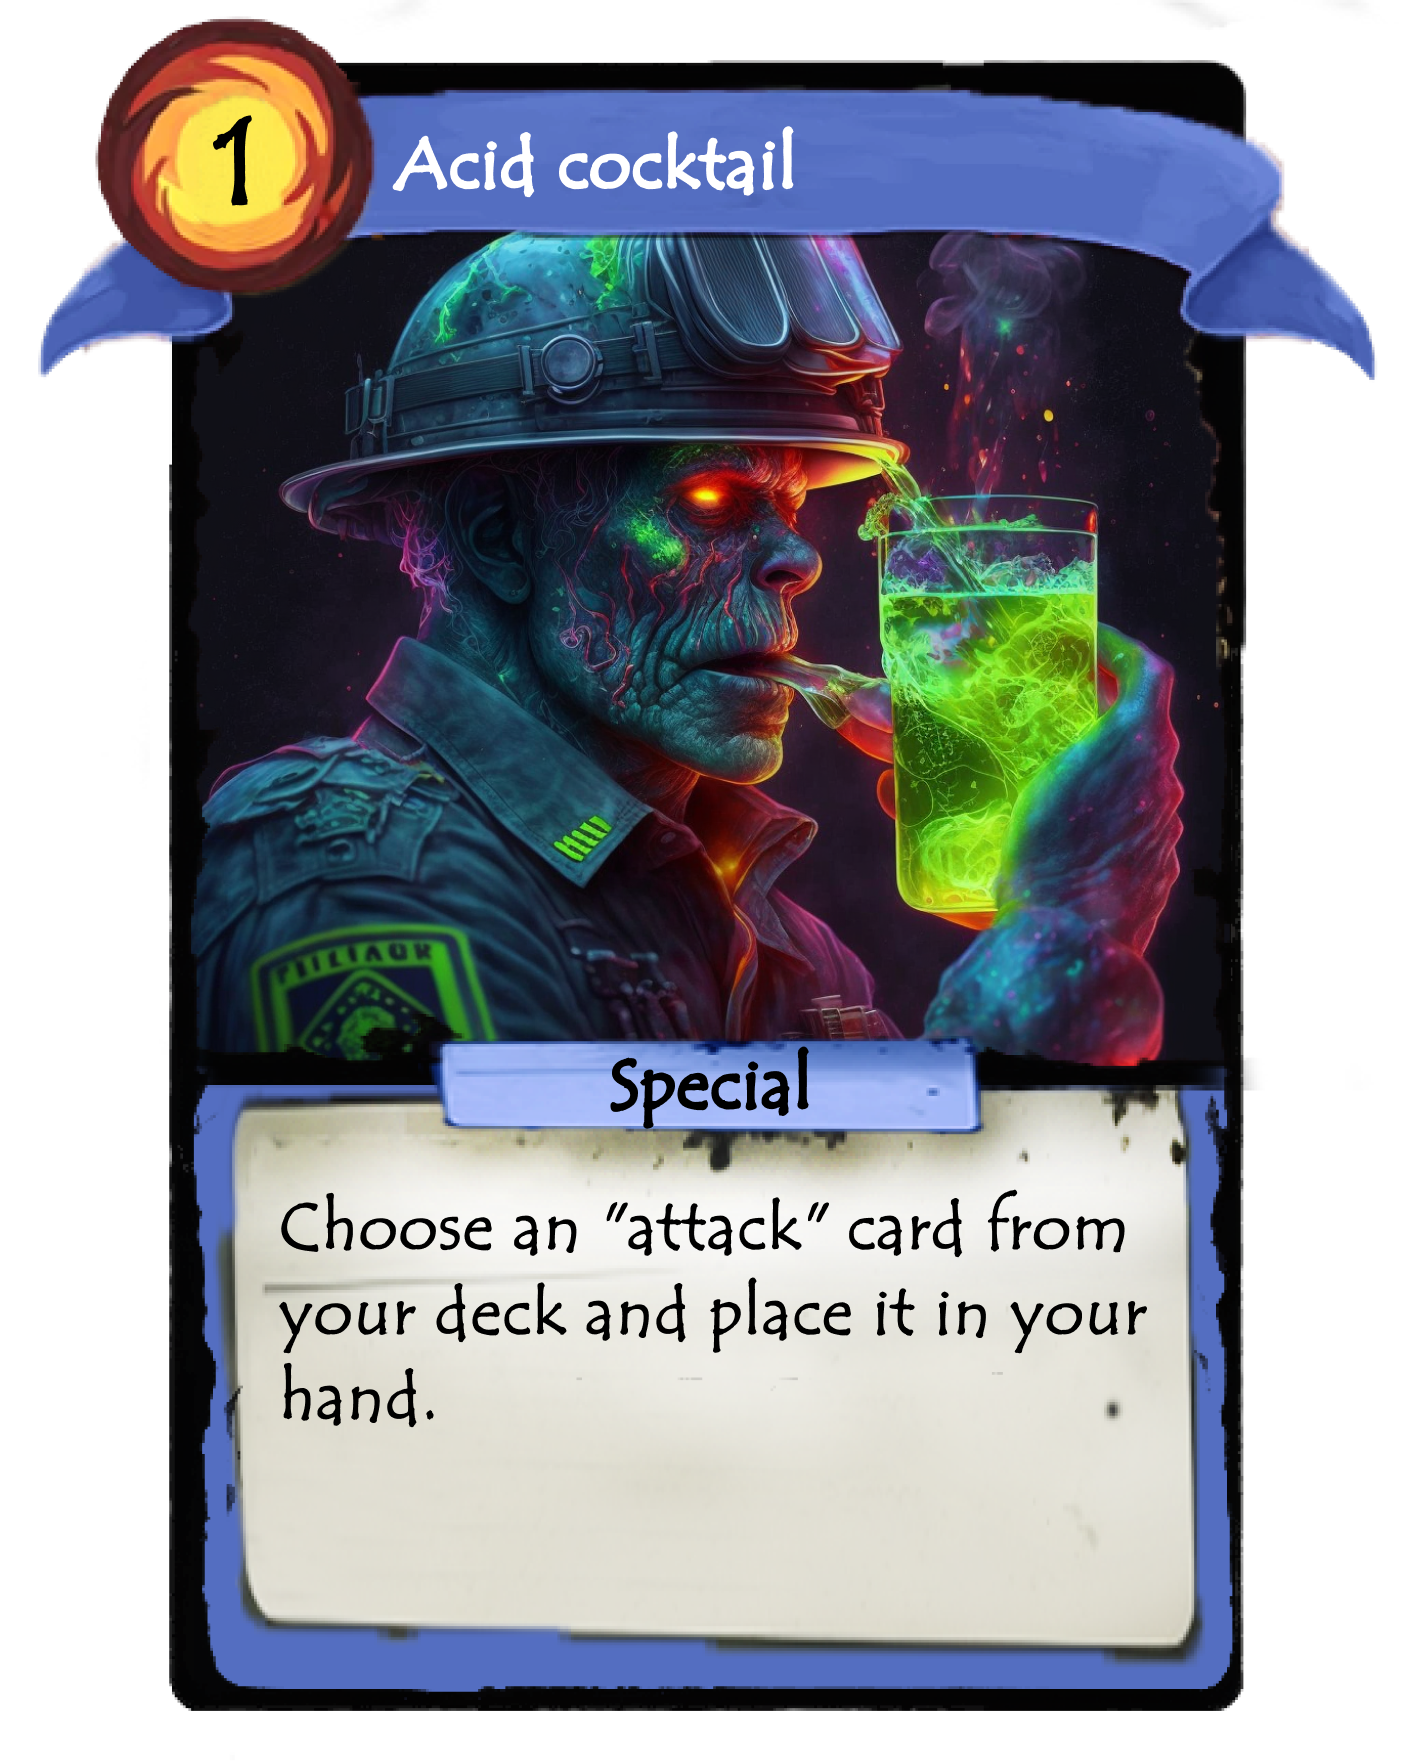 1
Acid cocktail
Special
Choose an "attack" card from
your deck and place it in your
hand.